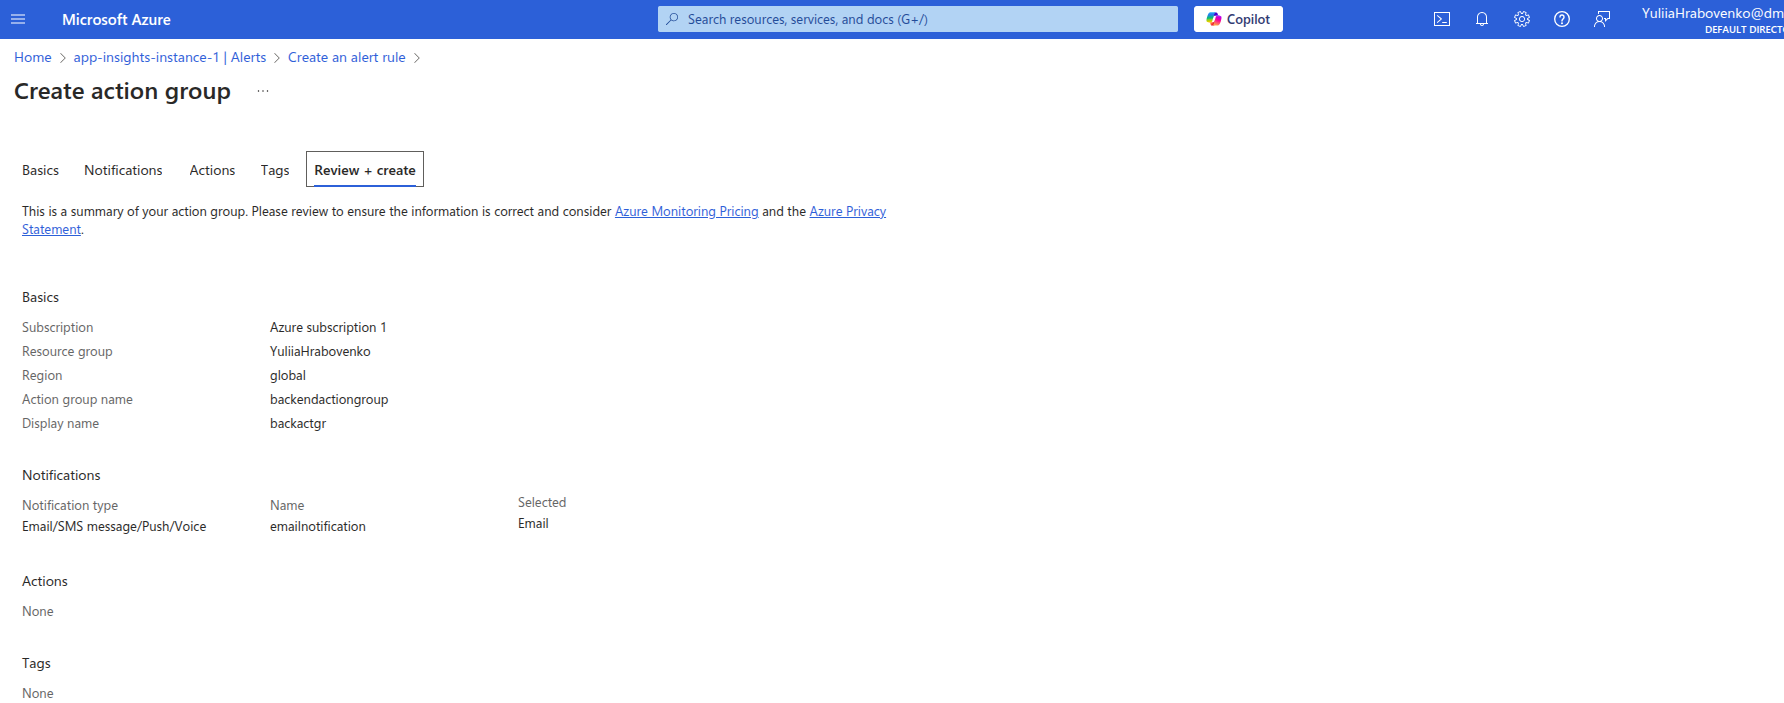 Microsoft Azure
Search resources, services, and docs (G+/)
Copilot
YuliiaHrabovenko@dm
DEFAULT DIRECTO
Home > app-insights-instance-1 | Alerts > Create an alert rule >
Create action group ...
Basics Notifications Actions Tags Review + create
This is a summary of your action group. Please review to ensure the information is correct and consider Azure Monitoring Pricing and the Azure Privacy
Statement.
Basics
Subscription Azure subscription 1
Resource group YuliiaHrabovenko
Region global
Action group name backendactiongroup
Display name backactgr
Notifications
Notification type Name Selected
Email/SMS message/Push/Voice emailnotification Email
Actions
None
Tags
None